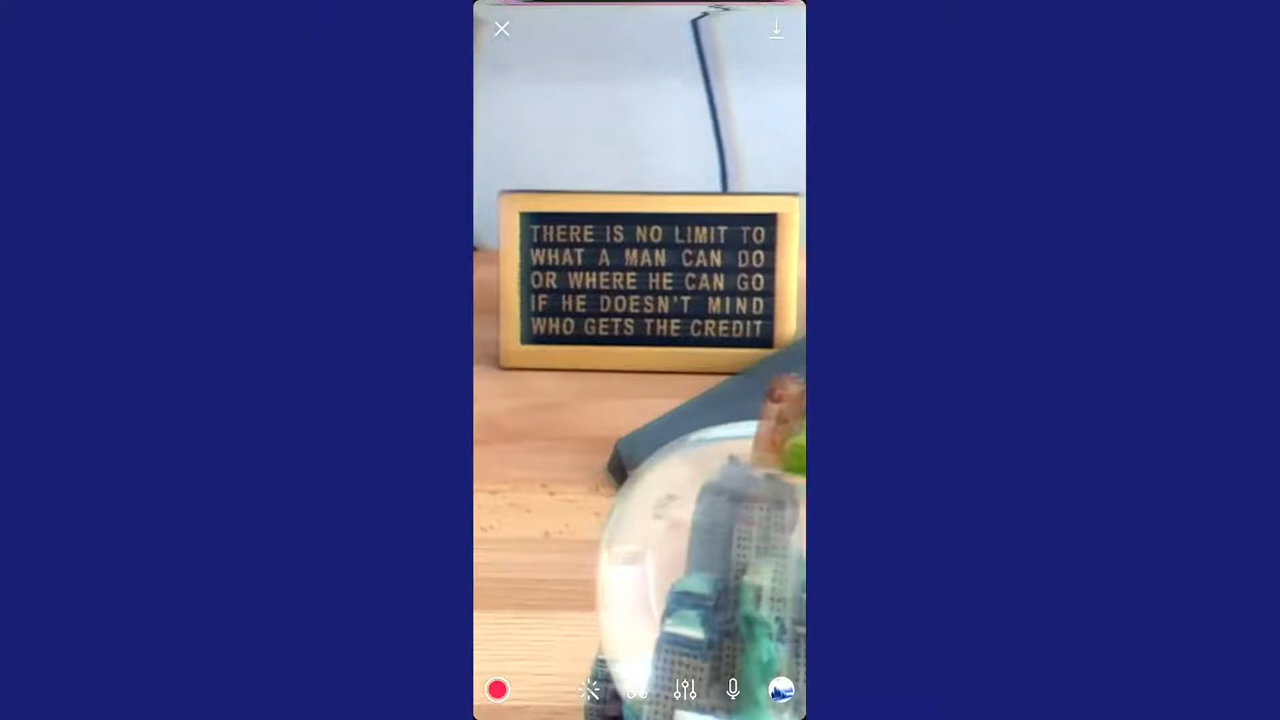 THERE IS NO LIMIT TO
WHAT A MAN CAN DO
OR WHERE HE CAN GO
IF HE DOESN'T MIND
WHO GETS THE CREDIT